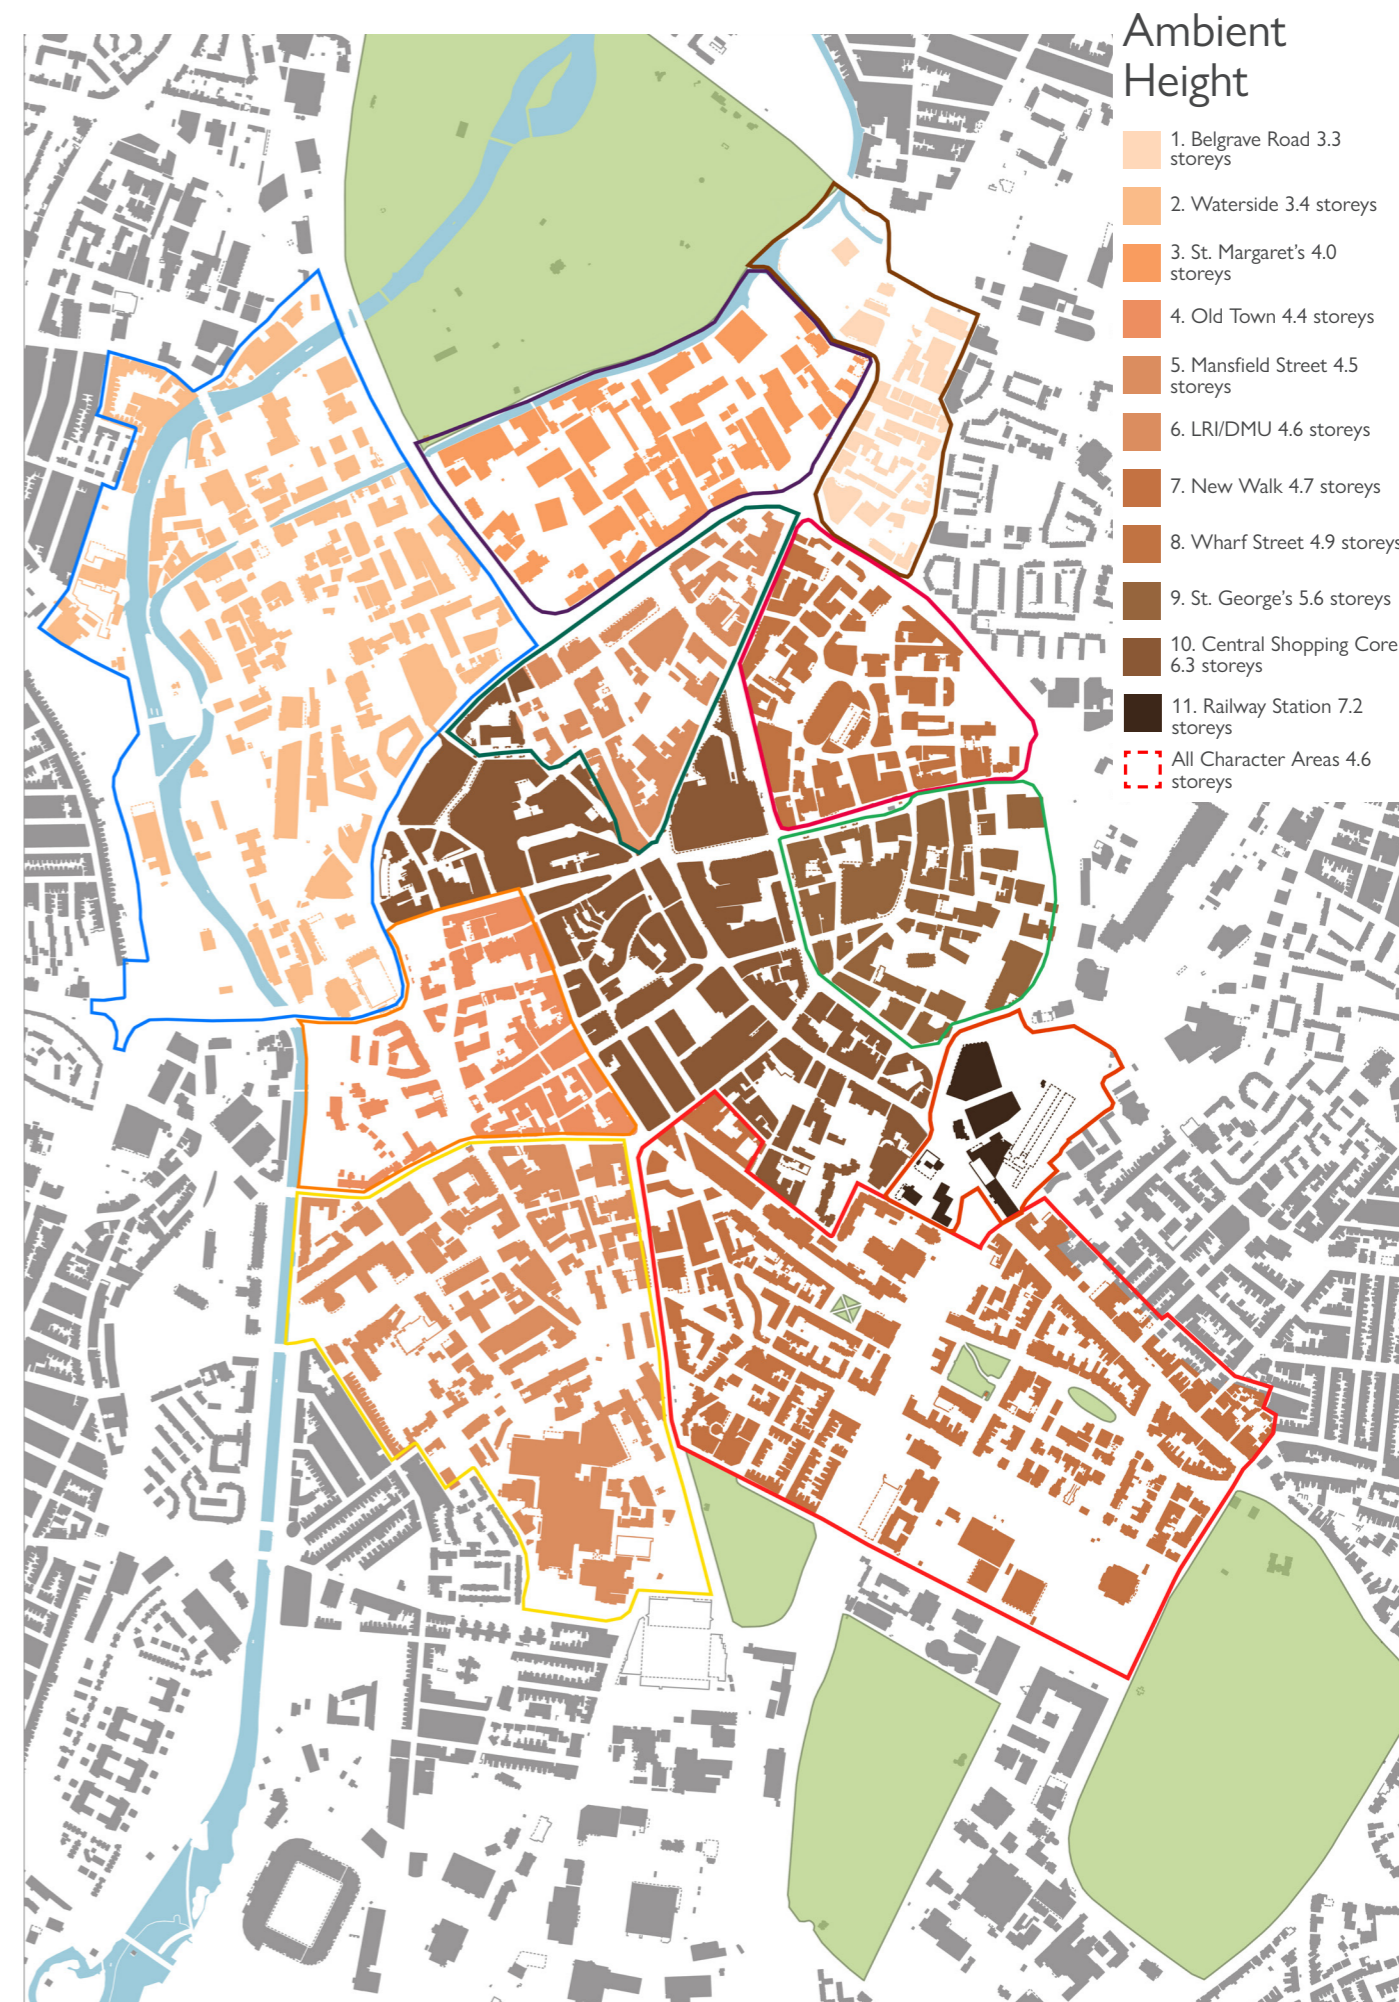 Ambient
Height
1. Belgrave Road 3.3
storeys
2. Waterside 3.4 storeys
3. St. Margaret's 4.0
storeys
4. Old Town 4.4 storeys
5. Mansfield Street 4.5
storeys
6. LRI/DMU 4.6 storeys
7. New Walk 4.7 storeys
8. Wharf Street 4.9 storeys
9. St. George's 5.6 storeys
10. Central Shopping Core
6.3 storeys
11. Railway Station 7.2
storeys
All Character Areas 4.6
storeys